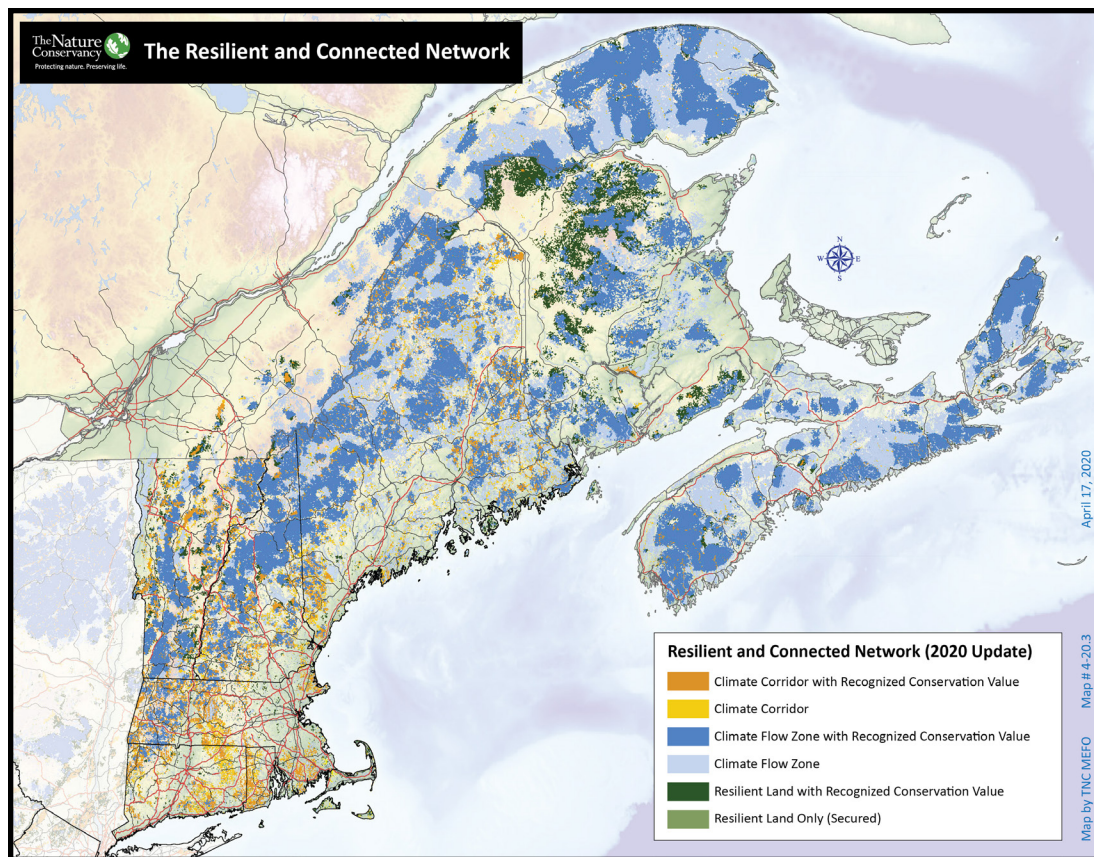 The Nature
Conservancy
Protecting nature. Preserving life.
The Resilient and Connected Network
N
W E
S
Resilient and Connected Network (2020 Update)
Climate Corridor with Recognized Conservation Value
Climate Corridor
Climate Flow Zone with Recognized Conservation Value
Climate Flow Zone
Resilient Land with Recognized Conservation Value
Resilient Land Only (Secured)
April 17, 2020
Map # 4-20.3
Map by TNC MEFO